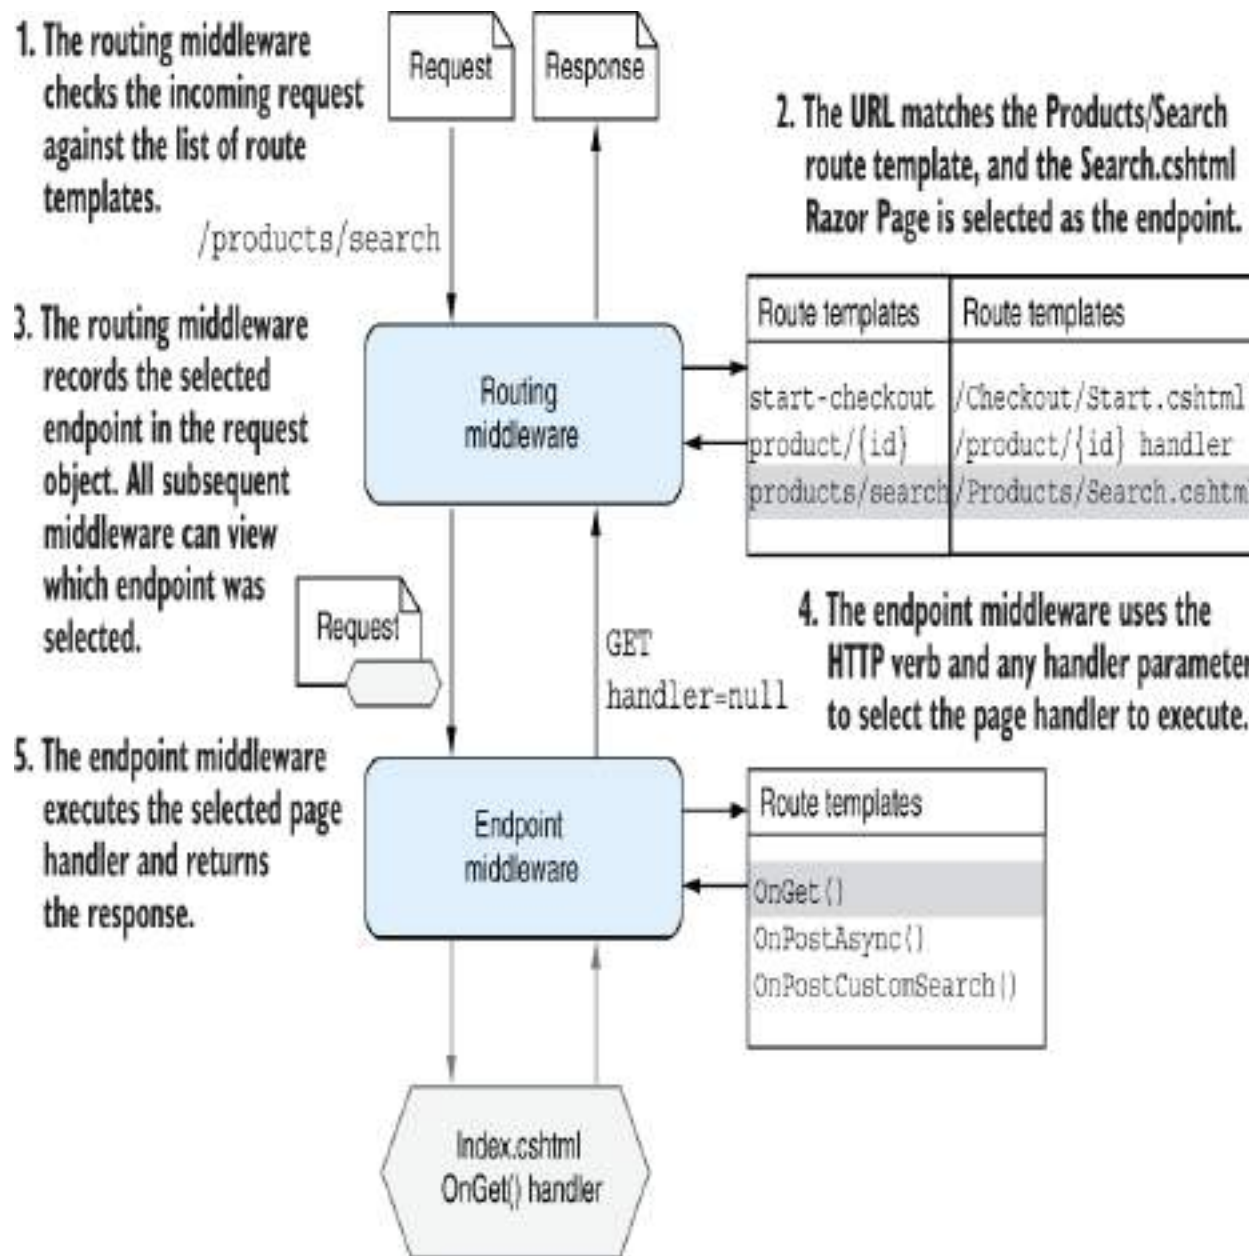 1. The routing middleware
checks the incoming request
against the list of route
templates.
Request
Response
/products/search
2. The URL matches the Products/Search
route template, and the Search.cshtml
Razor Page is selected as the endpoint.
3. The routing middleware
records the selected
endpoint in the request
object. All subsequent
middleware can view
which endpoint was
selected.
Routing
middleware
Route templates Route templates
start-checkout /Checkout/Start.cshtml
product/{id} /product/{id} handler
products/search /Products/Search.cshtm
Request
GET
handler=null
4. The endpoint middleware uses the
HTTP verb and any handler parameter
to select the page handler to execute.
5. The endpoint middleware
executes the selected page
handler and returns
the response.
Endpoint
middleware
Route templates
OnGet()
OnPostAsync()
OnPostCustomSearch()
Index.cshtml
OnGet() handler